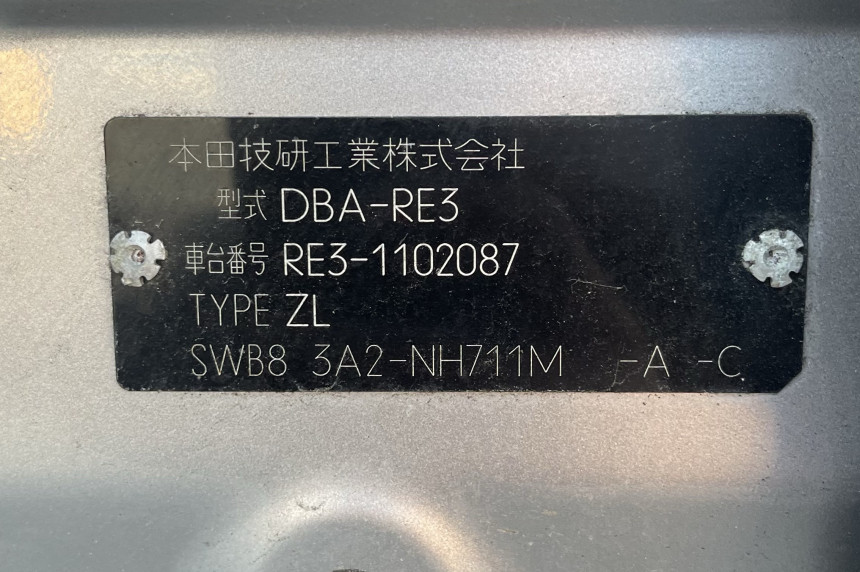 本田技研工業株式会社
型式 DBA-RE3
車台番号 RE3-1102087
TYPE ZL
SWB8 3A2-NH711M -A -C